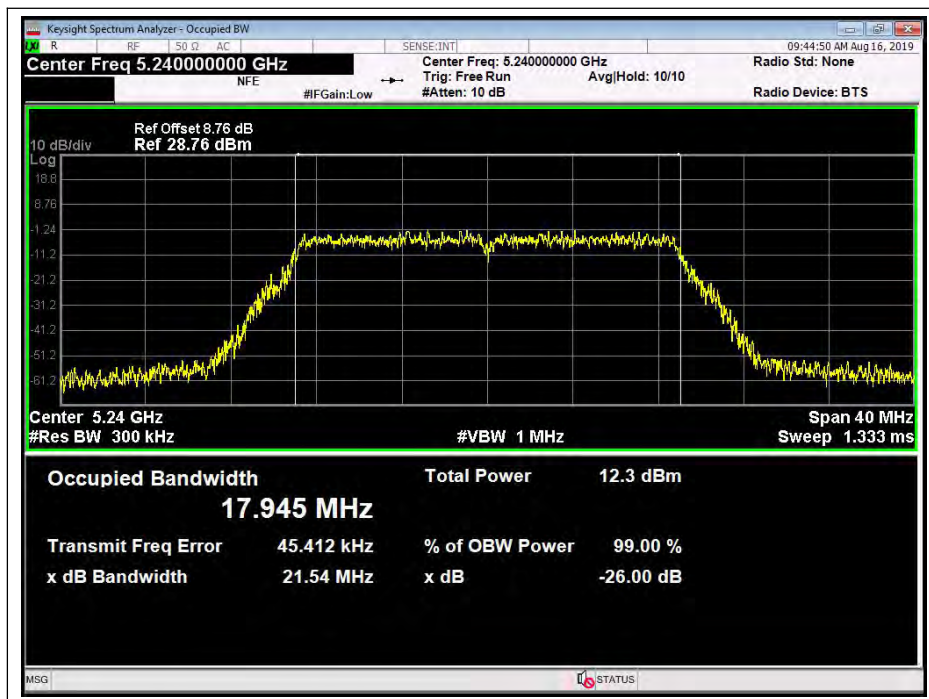 Keysight Spectrum Analyzer - Occupied BW
LXI R RF 50 Ω AC SENSE:INT 09:44:50 AM Aug 16, 2019
Center Freq 5.240000000 GHz Center Freq: 5.240000000 GHz Radio Std: None
NFE Trig: Free Run Avg|Hold: 10/10
#IFGain:Low #Atten: 10 dB Radio Device: BTS
Ref Offset 8.76 dB
10 dB/div Ref 28.76 dBm
Log
18.8
8.76
-1.24
-11.2
-21.2
-31.2
-41.2
-51.2
-61.2
Center 5.24 GHz Span 40 MHz
#Res BW 300 kHz #VBW 1 MHz Sweep 1.333 ms
Occupied Bandwidth Total Power 12.3 dBm
17.945 MHz
Transmit Freq Error 45.412 kHz % of OBW Power 99.00 %
x dB Bandwidth 21.54 MHz x dB -26.00 dB
MSG STATUS